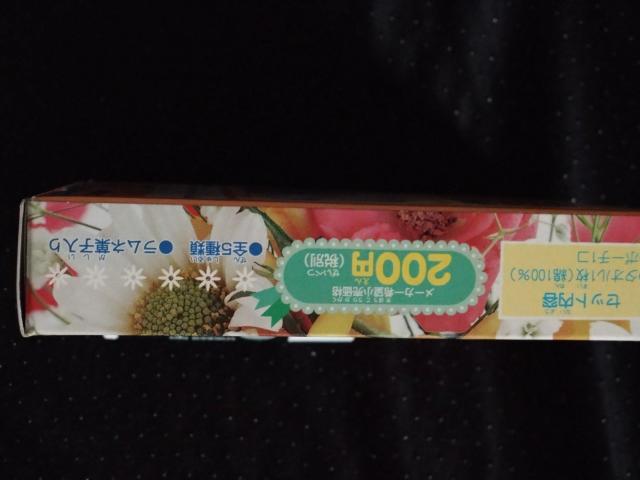 セット内容
タオル1枚(綿100%)
ポーチ1コ
メーカー希望小売価格
200円
(税別)
●全5種類 ●ラムネ菓子入り